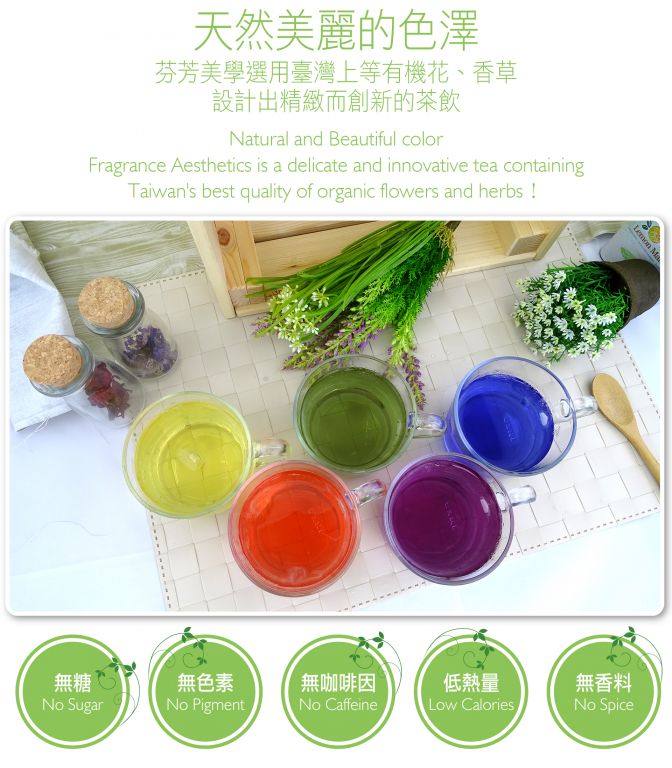 天然美麗的色澤
芬芳美學選用臺灣上等有機花、香草
設計出精緻而創新的茶飲
Natural and Beautiful color
Fragrance Aesthetics is a delicate and innovative tea containing
Taiwan's best quality of organic flowers and herbs！
無糖
No Sugar
無色素
No Pigment
無咖啡因
No Caffeine
低熱量
Low Calories
無香料
No Spice